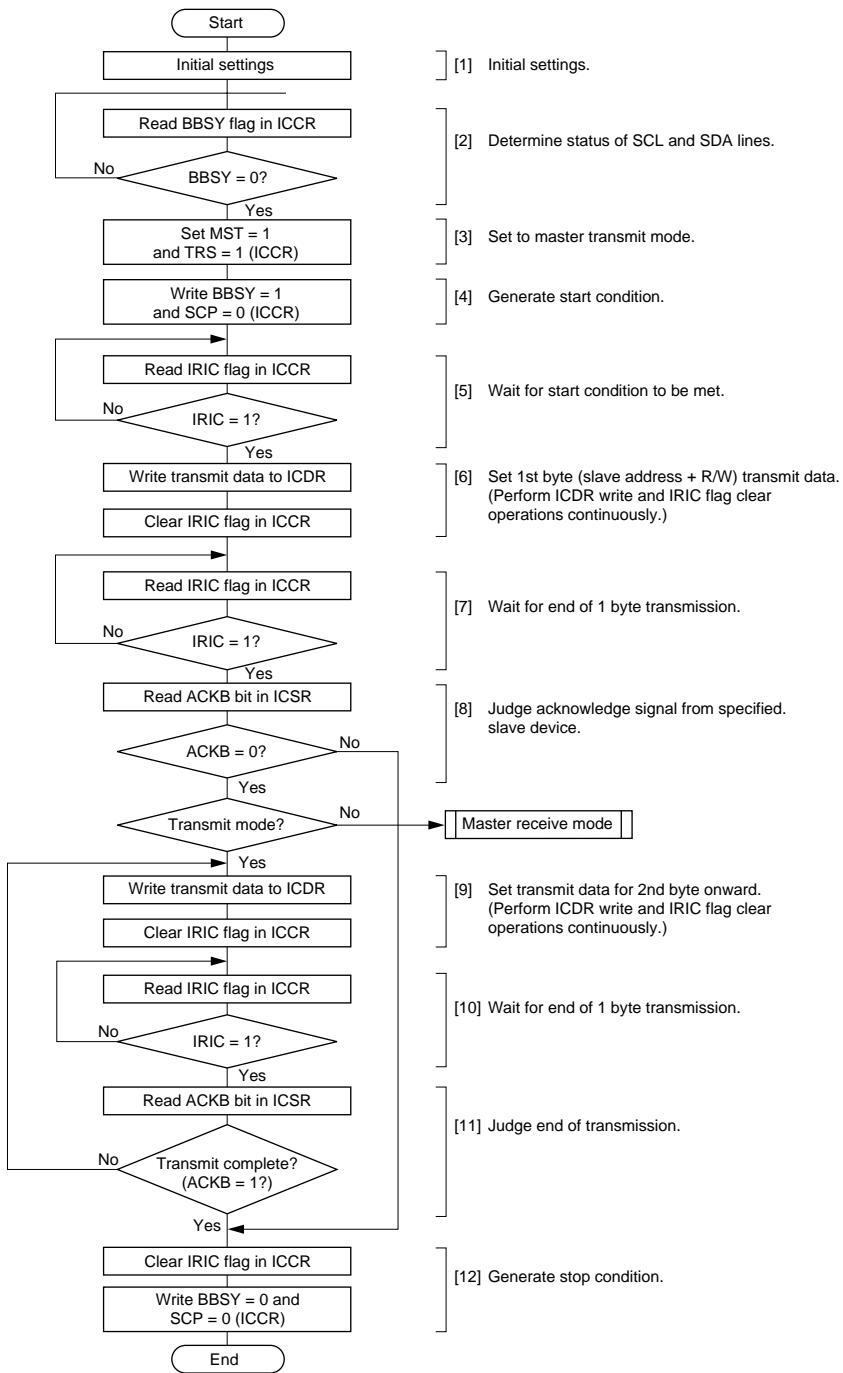 Start
Initial settings
[1] Initial settings.
Read BBSY flag in ICCR
[2] Determine status of SCL and SDA lines.
No
BBSY = 0?
Yes
Set MST = 1
and TRS = 1 (ICCR)
[3] Set to master transmit mode.
Write BBSY = 1
and SCP = 0 (ICCR)
[4] Generate start condition.
Read IRIC flag in ICCR
[5] Wait for start condition to be met.
No
IRIC = 1?
Yes
Write transmit data to ICDR
[6] Set 1st byte (slave address + R/W) transmit data.
(Perform ICDR write and IRIC flag clear
operations continuously.)
Clear IRIC flag in ICCR
Read IRIC flag in ICCR
[7] Wait for end of 1 byte transmission.
No
IRIC = 1?
Yes
Read ACKB bit in ICSR
[8] Judge acknowledge signal from specified.
slave device.
ACKB = 0?
No
Yes
Transmit mode?
No
Master receive mode
Yes
Write transmit data to ICDR
[9] Set transmit data for 2nd byte onward.
(Perform ICDR write and IRIC flag clear
operations continuously.)
Clear IRIC flag in ICCR
Read IRIC flag in ICCR
[10] Wait for end of 1 byte transmission.
No
IRIC = 1?
Yes
Read ACKB bit in ICSR
[11] Judge end of transmission.
No
Transmit complete?
(ACKB = 1?)
Yes
Clear IRIC flag in ICCR
[12] Generate stop condition.
Write BBSY = 0 and
SCP = 0 (ICCR)
End